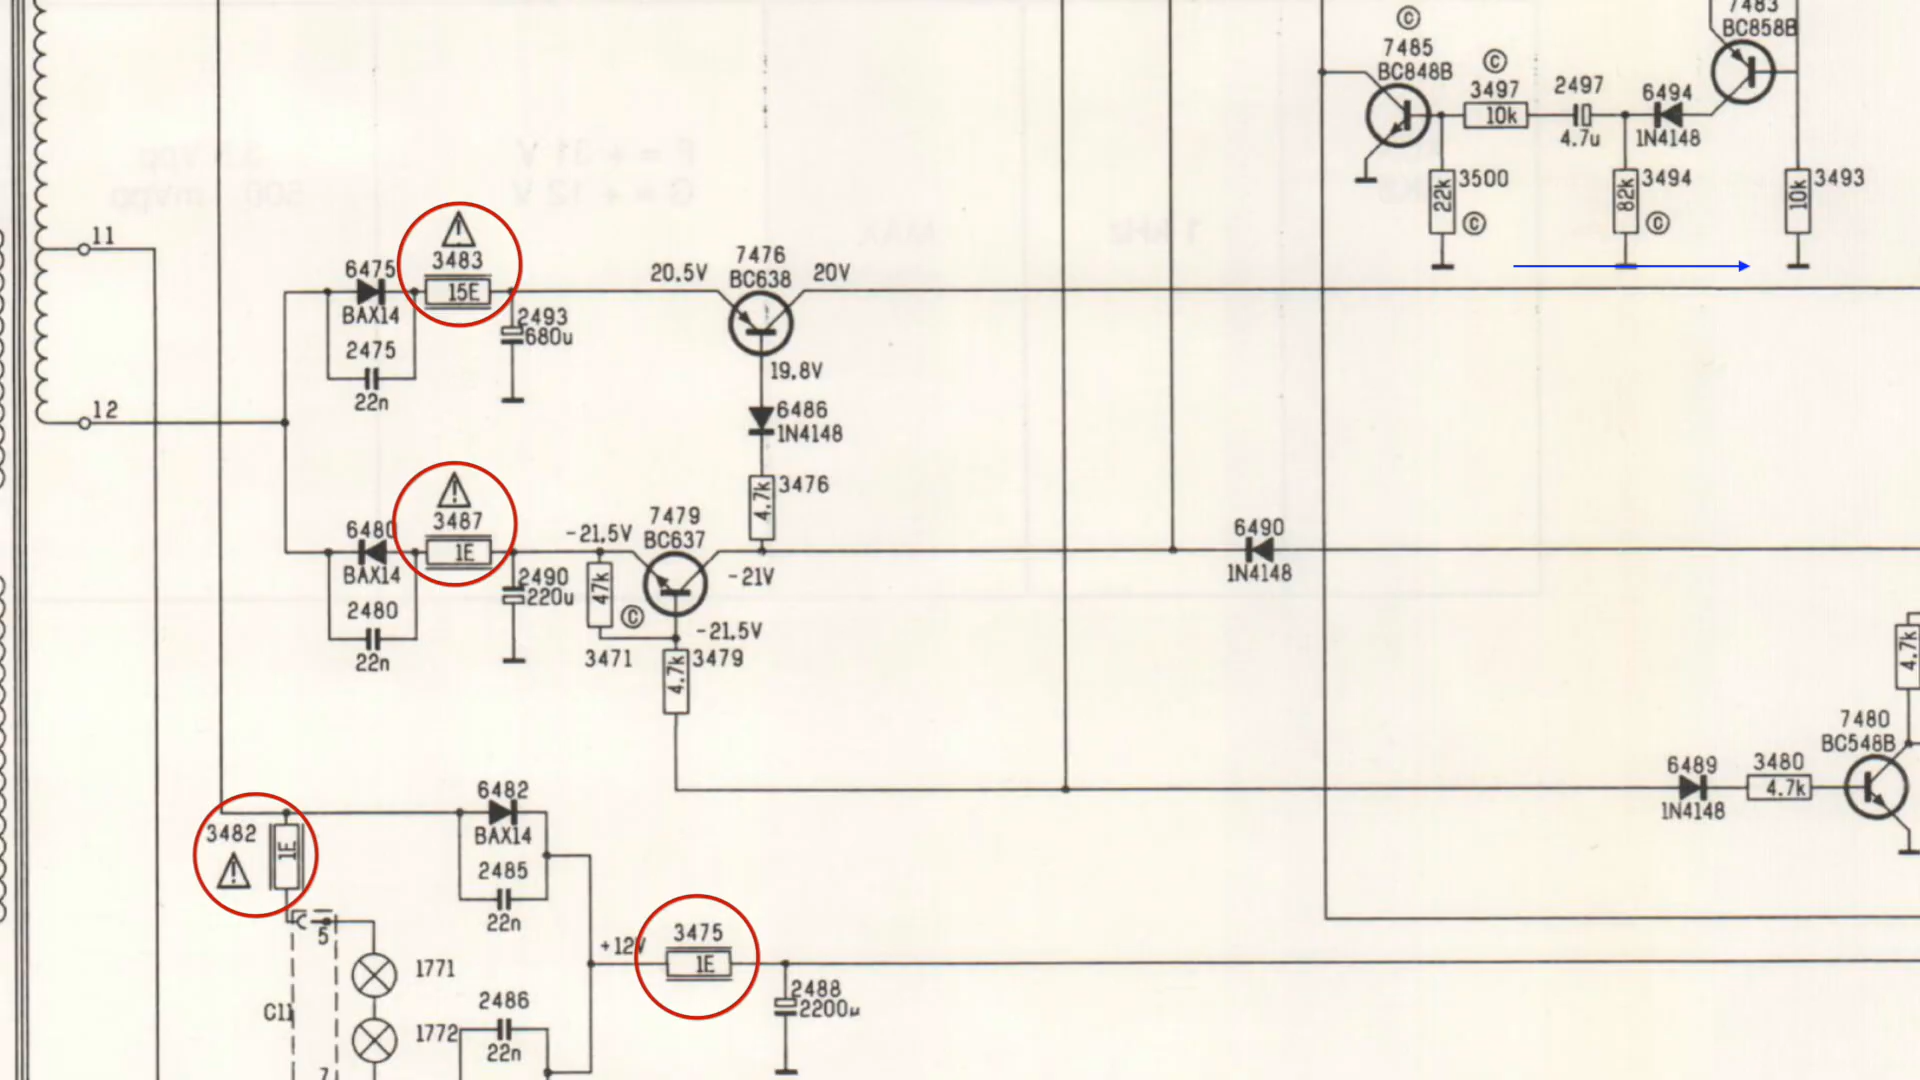 7483
BC858B
©
7485
BC848B
©
3497
10k
2497
4.7u
6494
1N4148
22k
3500
©
82k
3494
©
10k
3493
11
12
6475
BAX14
2475
22n
3483
15E
2493
680u
20.5V
7476
BC638
20V
19.8V
6486
1N4148
4.7k
3476
6480
BAX14
2480
22n
3487
1E
2490
220u
-21.5V
7479
BC637
-21V
47k
©
3471
-21.5V
4.7k
3479
6490
1N4148
4.7k
7480
BC548B
6489
1N4148
3480
4.7k
3482
1E
6482
BAX14
2485
22n
+12V
3475
1E
2488
2200µ
5
1771
C11
1772
7
2486
22n